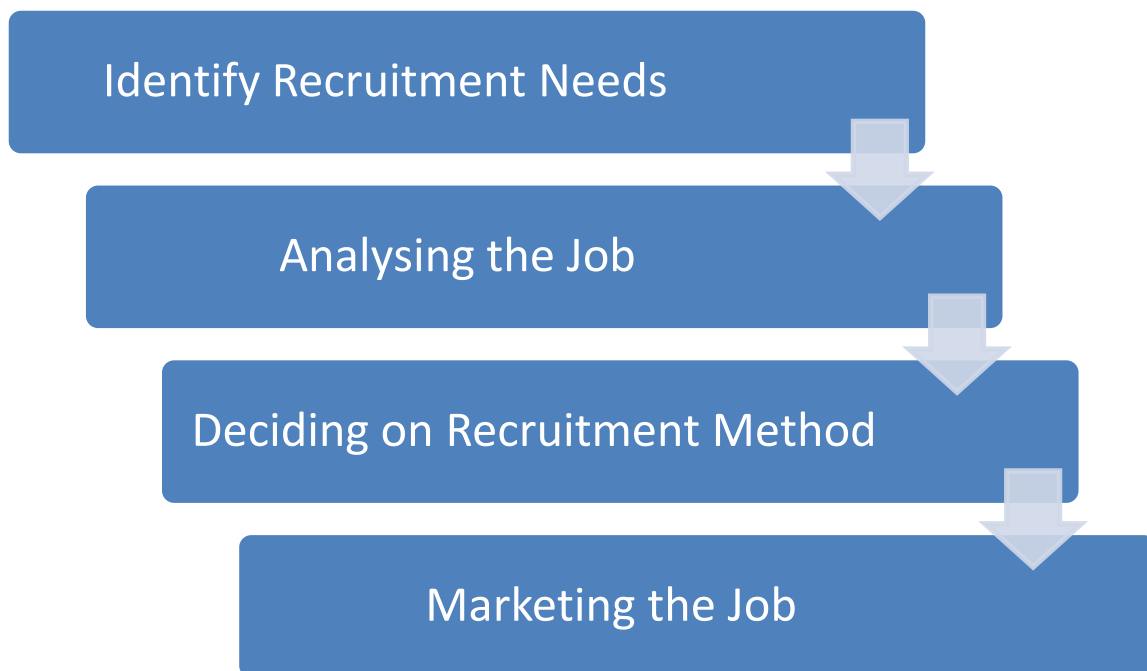 Identify Recruitment Needs
Analysing the Job
Deciding on Recruitment Method
Marketing the Job